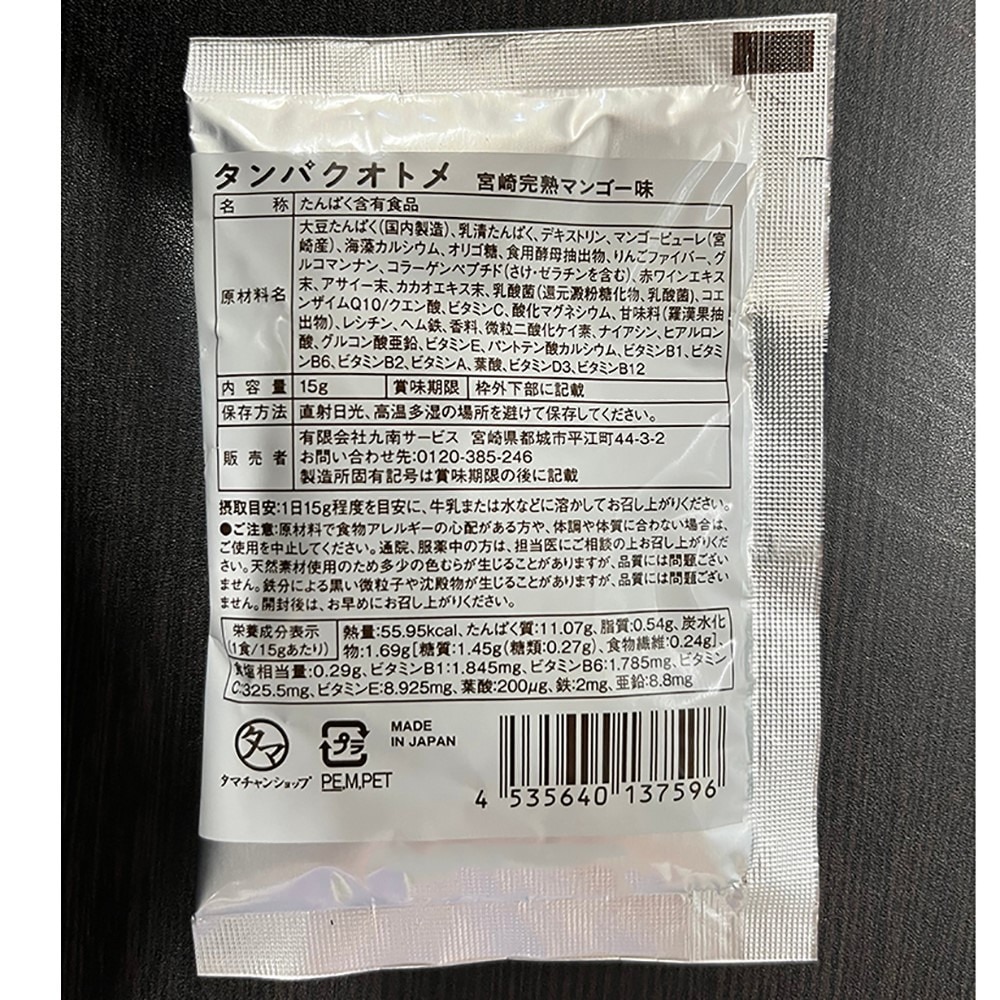 タンパクオトメ 宮崎完熟マンゴー味
名称 たんぱく含有食品
原材料名
大豆たんぱく(国内製造)、乳清たんぱく、デキストリン、マンゴーピューレ(宮
崎産)、海藻カルシウム、オリゴ糖、食用酵母抽出物、りんごファイバー、グ
ルコマンナン、コラーゲンペプチド(さけ・ゼラチンを含む)、赤ワインエキス
末、アサイー末、カカオエキス末、乳酸菌(還元澱粉糖化物、乳酸菌)、コエ
ンザイムQ10/クエン酸、ビタミンC、酸化マグネシウム、甘味料(羅漢果抽
出物)、レシチン、ヘム鉄、香料、微粒二酸化ケイ素、ナイアシン、ヒアルロン
酸、グルコン酸亜鉛、ビタミンE、パントテン酸カルシウム、ビタミンB1、ビタミ
ンB6、ビタミンB2、ビタミンA、葉酸、ビタミンD3、ビタミンB12
内容量 15g 賞味期限 枠外下部に記載
保存方法 直射日光、高温多湿の場所を避けて保存してください。
販売者
有限会社九南サービス 宮崎県都城市平江町44-3-2
お問い合わせ先:0120-385-246
製造所固有記号は賞味期限の後に記載
摂取目安:1日15g程度を目安に、牛乳または水などに溶かしてお召し上がりください。
●ご注意:原材料で食物アレルギーの心配がある方や、体調や体質に合わない場合は、
ご使用を中止してください。通院、服薬中の方は、担当医にご相談の上お召し上がりくだ
さい。天然素材使用のため多少の色むらが生じることがありますが、品質には問題ござい
ません。鉄分による黒い微粒子や沈殿物が生じることがありますが、品質には問題ござい
ません。開封後は、お早めにお召し上がりください。
栄養成分表示
(1食/15gあたり)
熱量:55.95kcal、たんぱく質:11.07g、脂質:0.54g、炭水化
物:1.69g[糖質:1.45g(糖類:0.27g)、食物繊維:0.24g]、
食塩相当量:0.29g、ビタミンB1:1.845mg、ビタミンB6:1.785mg、ビタミン
C:325.5mg、ビタミンE:8.925mg、葉酸:200μg、鉄:2mg、亜鉛:8.8mg
タマ
タマチャンショップ
プラ
PE,M,PET
MADE
IN JAPAN
4 535640 137596